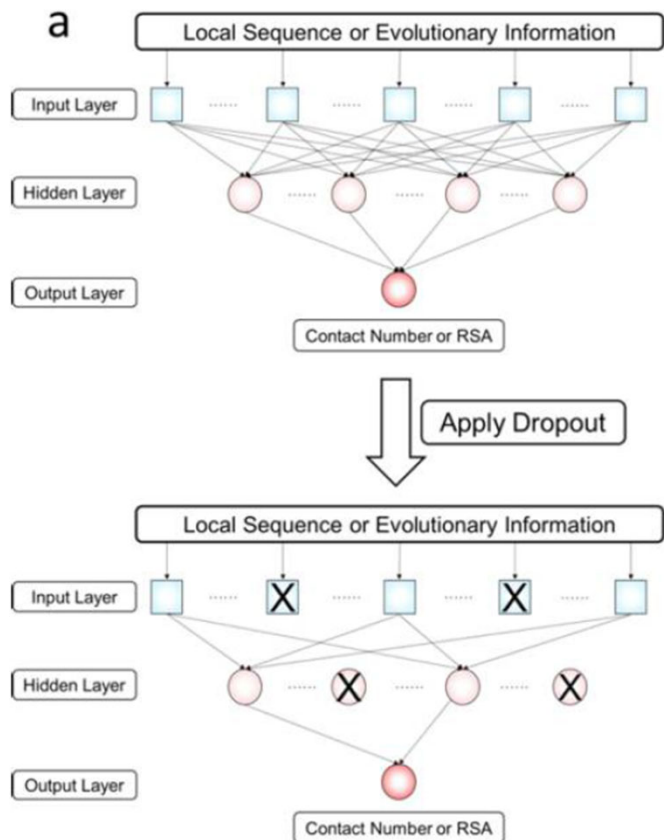 a
Local Sequence or Evolutionary Information
Input Layer
Hidden Layer
Output Layer
Contact Number or RSA
Apply Dropout
Local Sequence or Evolutionary Information
Input Layer
X
X
Hidden Layer
X
X
Output Layer
Contact Number or RSA